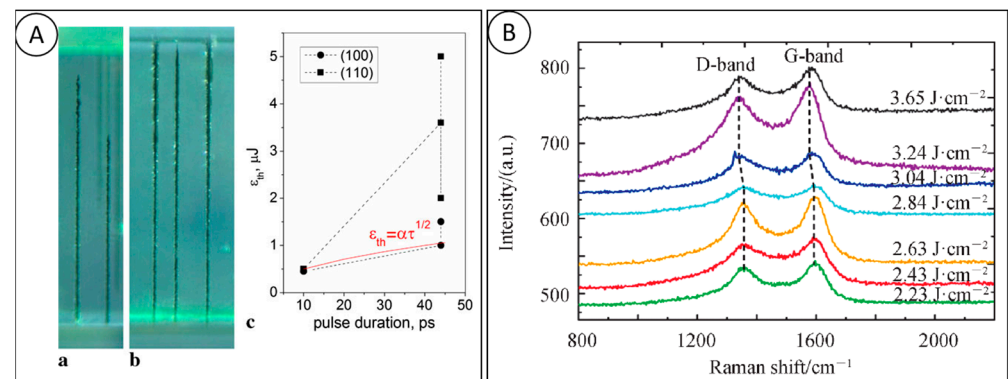 A
(100)
(110)
5
4
3
2
1
0
ε_th, µJ
ε_th=ατ^1/2
10 20 30 40 50
0
pulse duration, ps
a
b
c
B
D-band
G-band
800
700
600
500
Intensity/(a.u.)
3.65 J·cm⁻²
3.24 J·cm⁻²
3.04 J·cm⁻²
2.84 J·cm⁻²
2.63 J·cm⁻²
2.43 J·cm⁻²
2.23 J·cm⁻²
800 1200 1600 2000
Raman shift/cm⁻¹